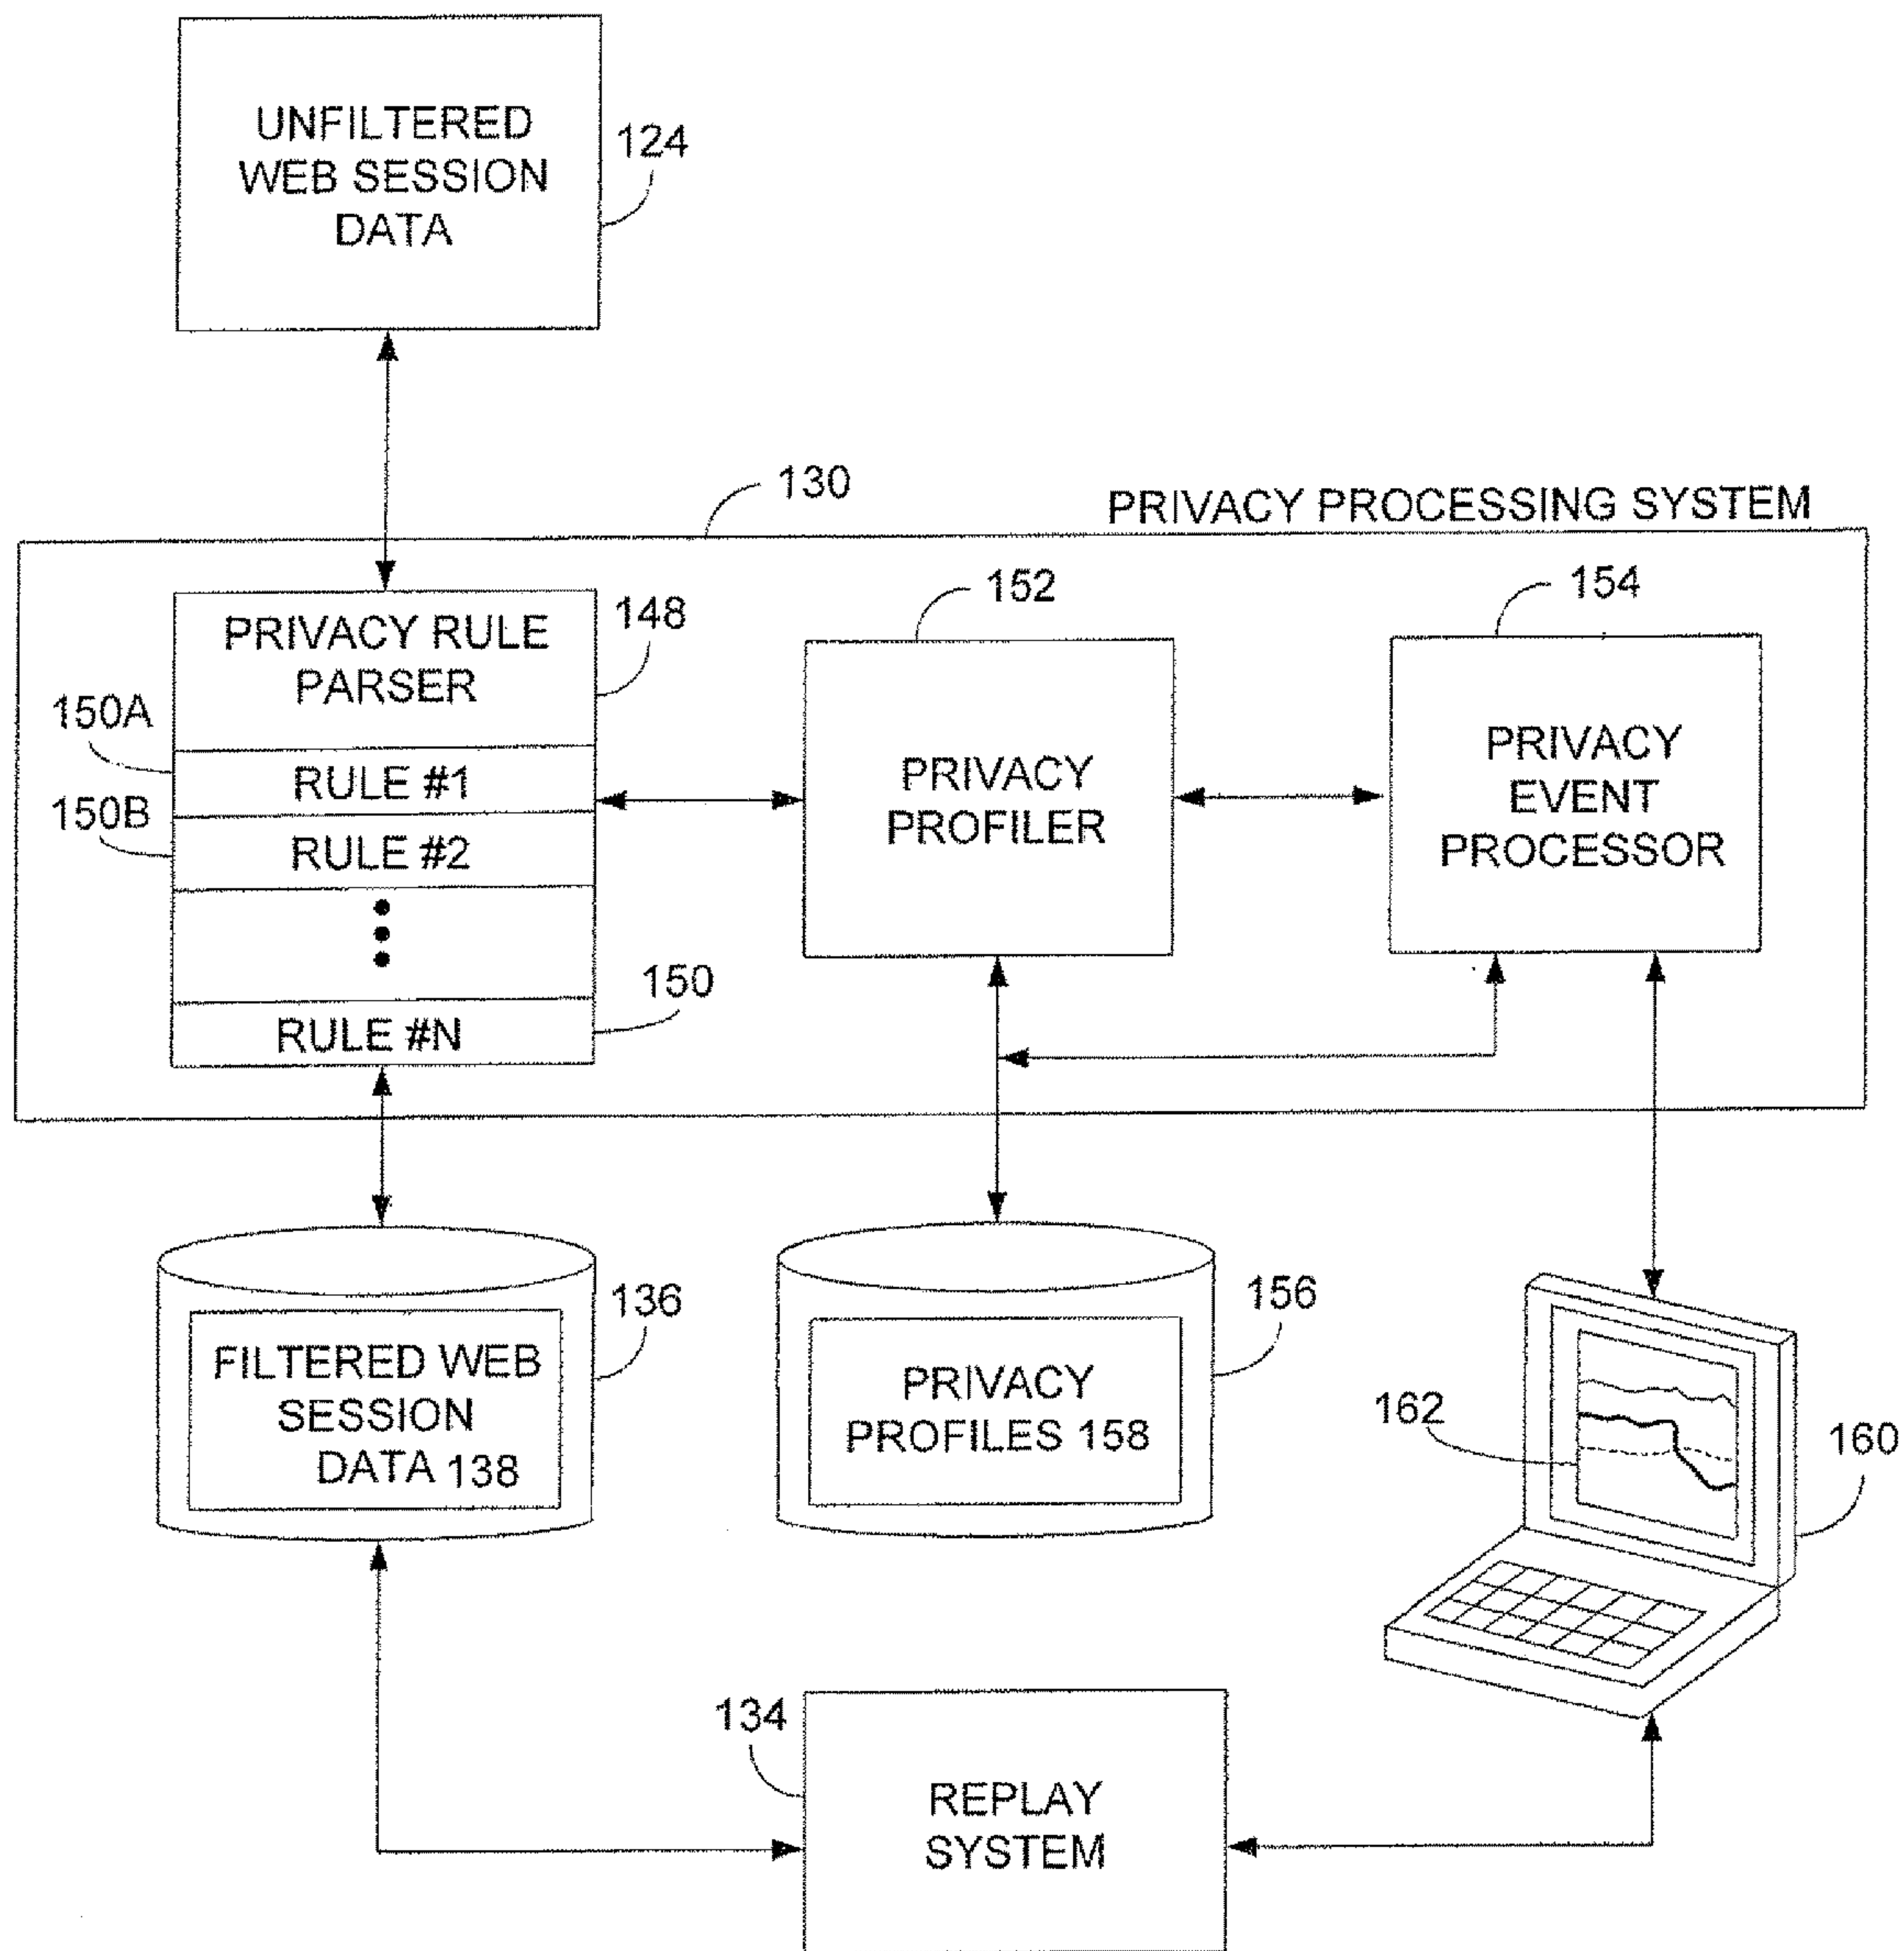 UNFILTERED
WEB SESSION
DATA
124
130
PRIVACY PROCESSING SYSTEM
PRIVACY RULE
PARSER
148
152
154
150A
RULE #1
150B
RULE #2
150
RULE #N
PRIVACY
PROFILER
PRIVACY
EVENT
PROCESSOR
136
FILTERED WEB
SESSION
DATA 138
156
PRIVACY
PROFILES 158
162
160
134
REPLAY
SYSTEM